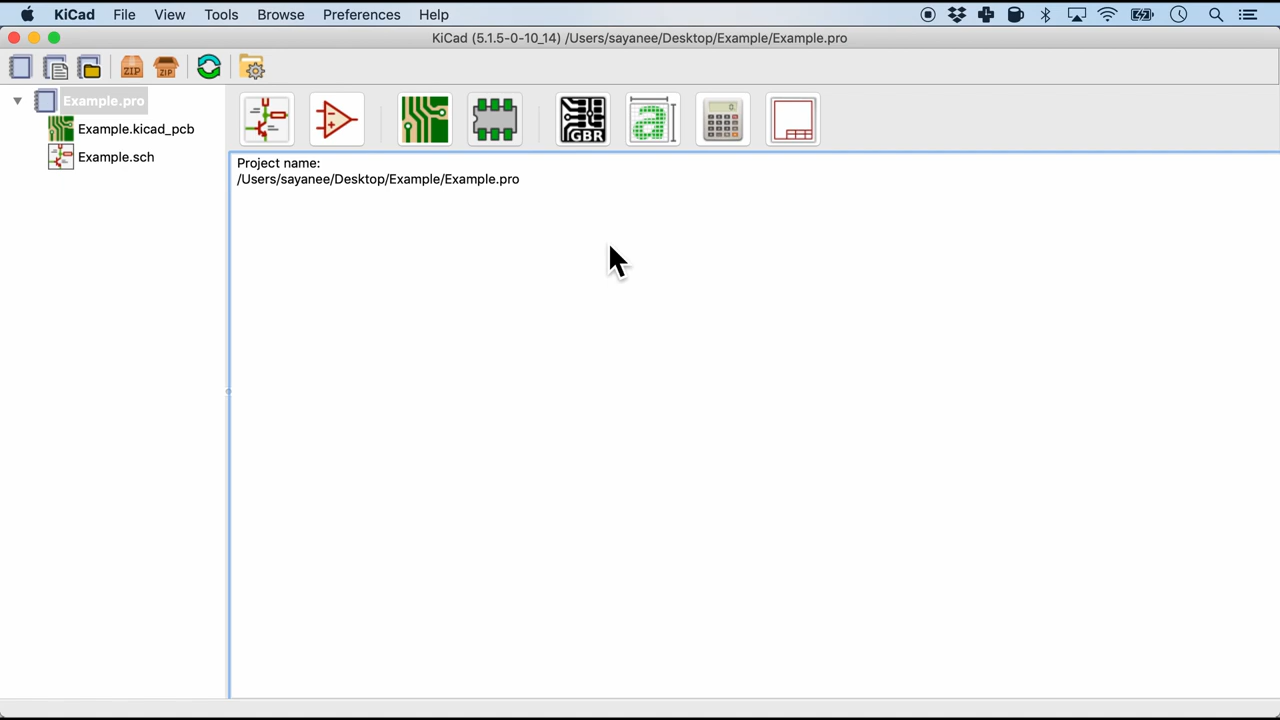 KiCad File View Tools Browse Preferences Help
KiCad (5.1.5-0-10_14) /Users/sayanee/Desktop/Example/Example.pro
ZIP ZIP
Example.pro
Example.kicad_pcb
Example.sch
GBR a 0.
Project name:
/Users/sayanee/Desktop/Example/Example.pro